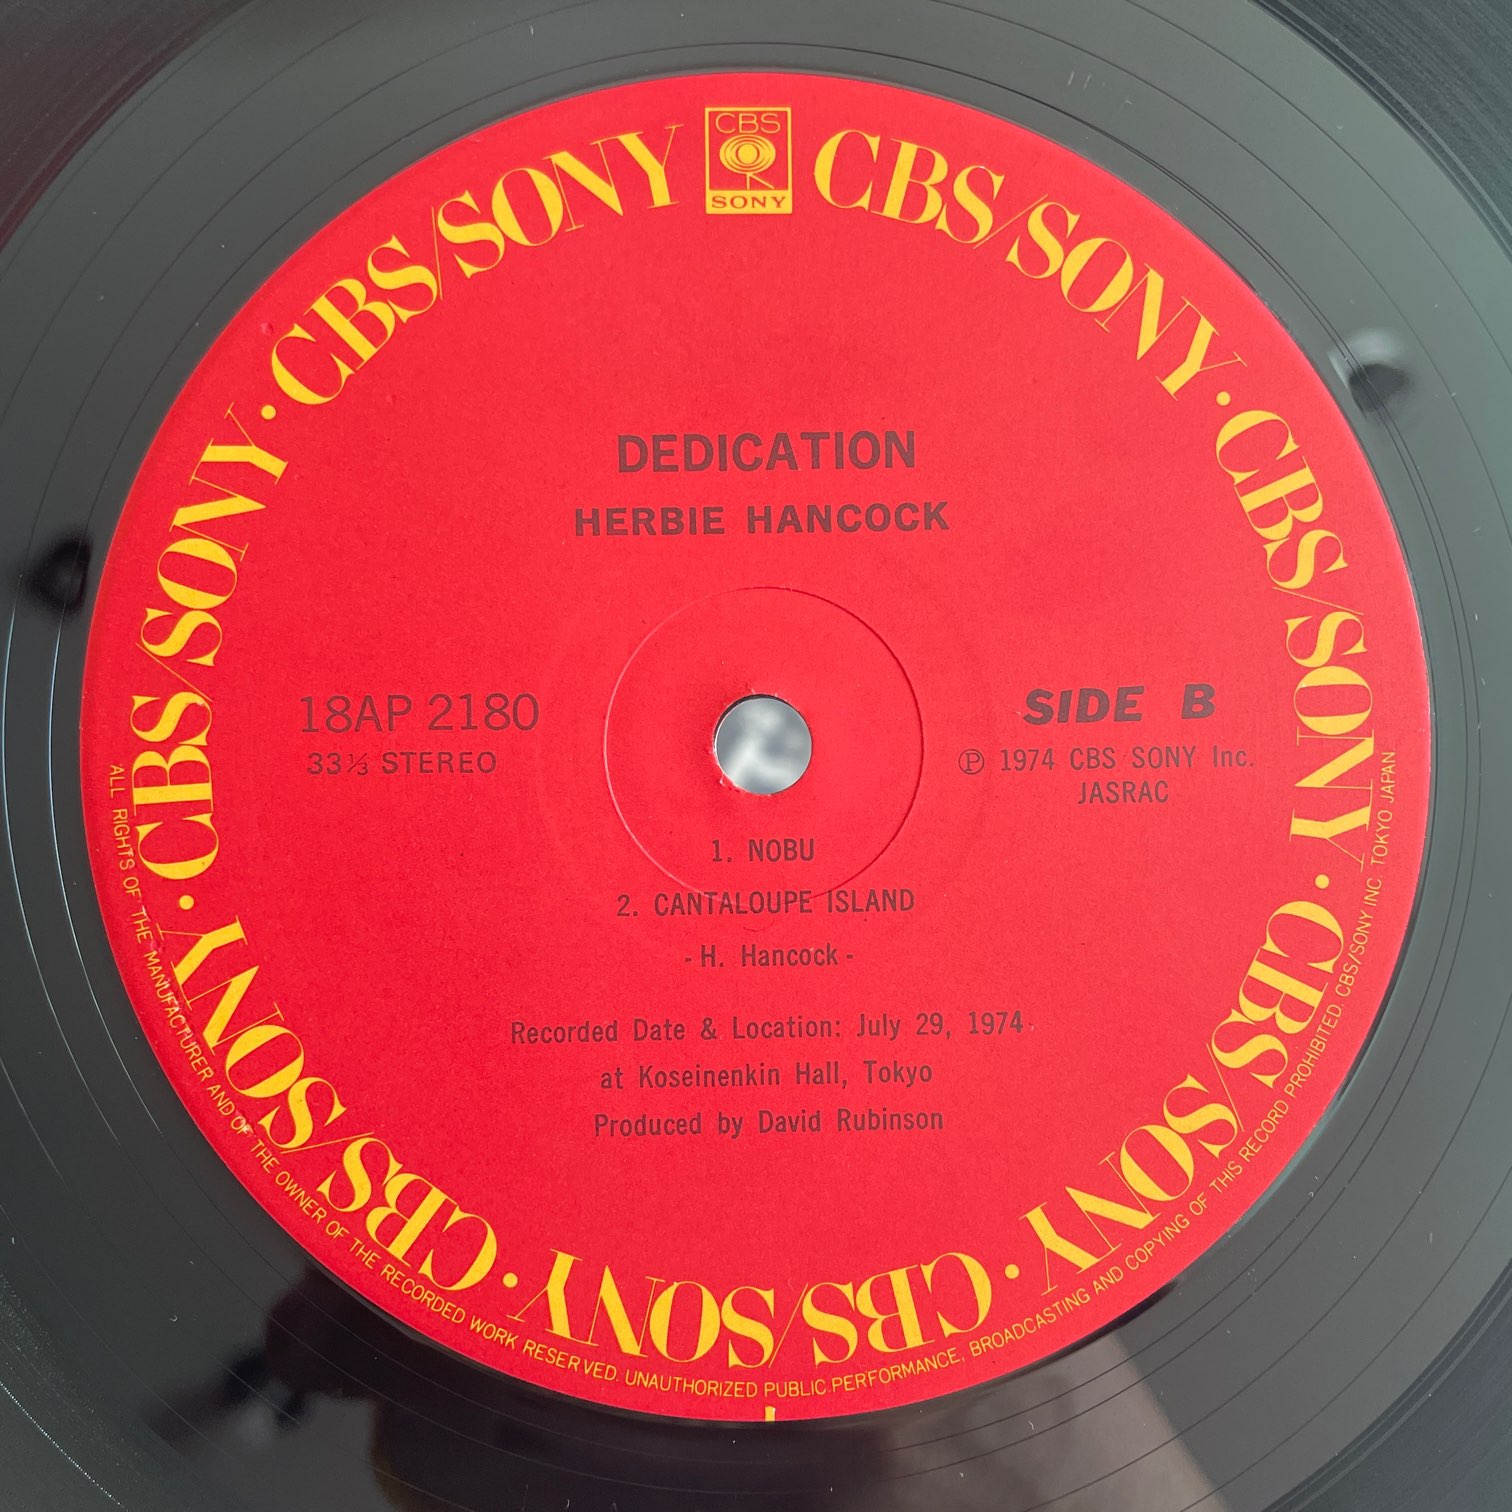 CBS
SONY
CBS/SONY · CBS/SONY · CBS/SONY · CBS/SONY · CBS/SONY · CBS/SONY · CBS/SONY
DEDICATION
HERBIE HANCOCK
18AP 2180
33⅓ STEREO
SIDE B
Ⓟ 1974 CBS SONY Inc.
JASRAC
1. NOBU
2. CANTALOUPE ISLAND
- H. Hancock -
Recorded Date & Location: July 29, 1974
at Koseinenkin Hall, Tokyo
Produced by David Rubinson
ALL RIGHTS OF THE MANUFACTURER AND OF THE OWNER OF THE RECORDED WORK RESERVED. UNAUTHORIZED PUBLIC PERFORMANCE, BROADCASTING AND COPYING OF THIS RECORD PROHIBITED. CBS/SONY INC. TOKYO JAPAN